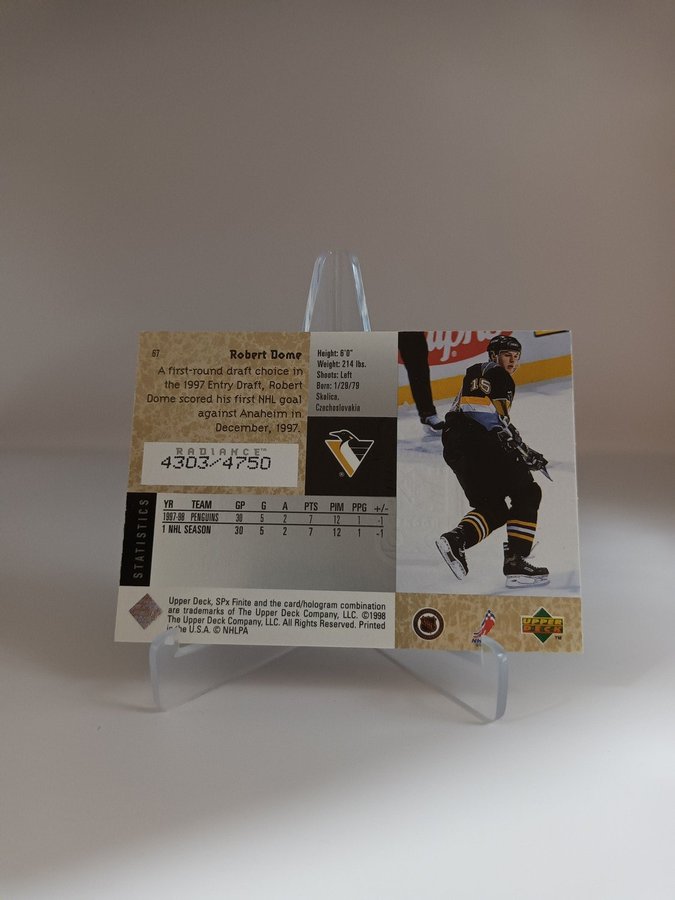 67
Robert Dome
A first-round draft choice in
the 1997 Entry Draft, Robert
Dome scored his first NHL goal
against Anaheim in
December, 1997.
RADIANCE™
4303/4750
Height: 6'0"
Weight: 214 lbs.
Shoots: Left
Born: 1/29/79
Skalica,
Czechoslovakia
15
STATISTICS
YR TEAM GP G A PTS PIM PPG +/-
1997-98 PENGUINS 30 5 2 7 12 1 -1
1 NHL SEASON 30 5 2 7 12 1 -1
Upper Deck, SPx Finite and the card/hologram combination
are trademarks of The Upper Deck Company, LLC. ©1998
The Upper Deck Company, LLC. All Rights Reserved. Printed
in the U.S.A. © NHLPA
UPPER
DECK